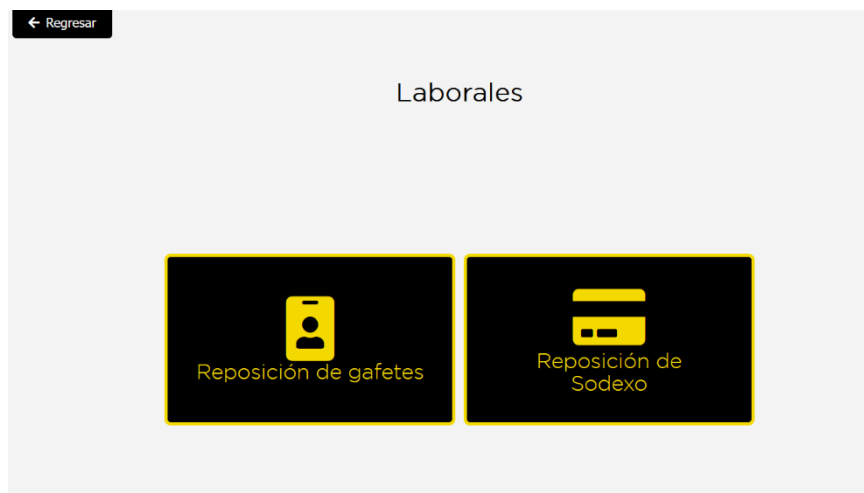 Regresar
Laborales
Reposición de gafetes
Reposición de
Sodexo